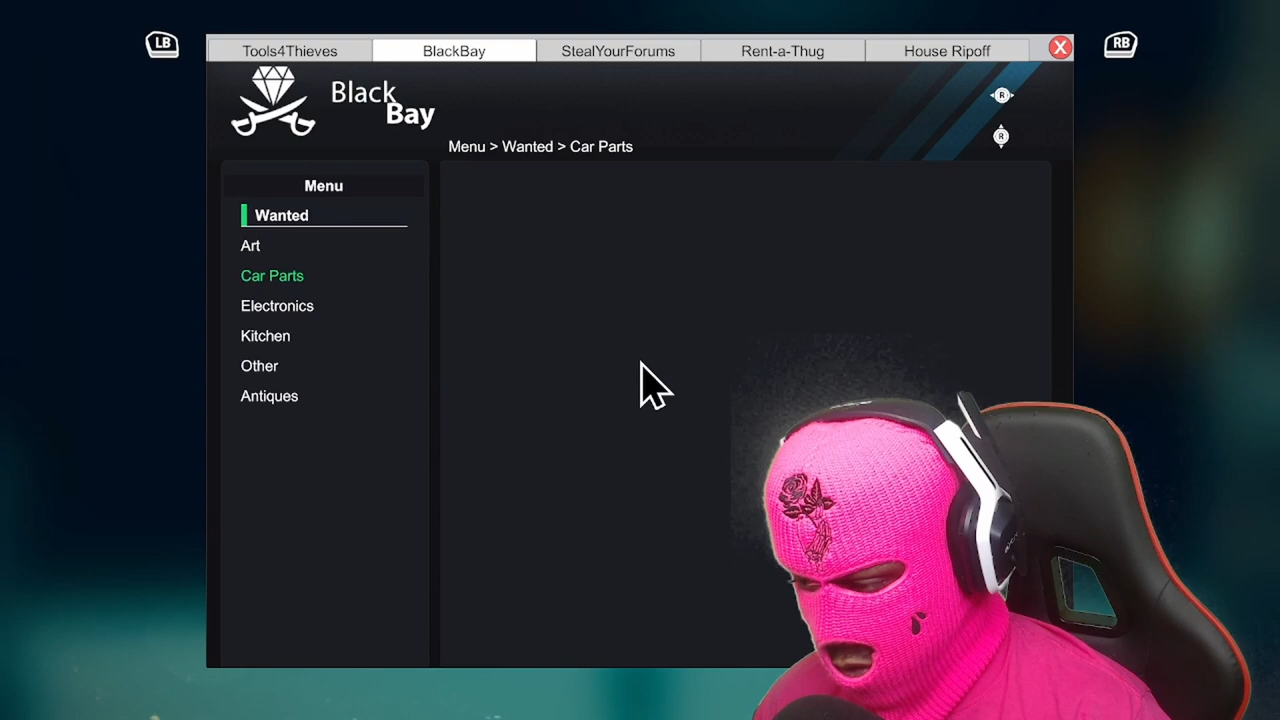 LB
Tools4Thieves
BlackBay
StealYourForums
Rent-a-Thug
House Ripoff
X
RB
Black
Bay
R
Menu > Wanted > Car Parts
R
Menu
Wanted
Art
Car Parts
Electronics
Kitchen
Other
Antiques